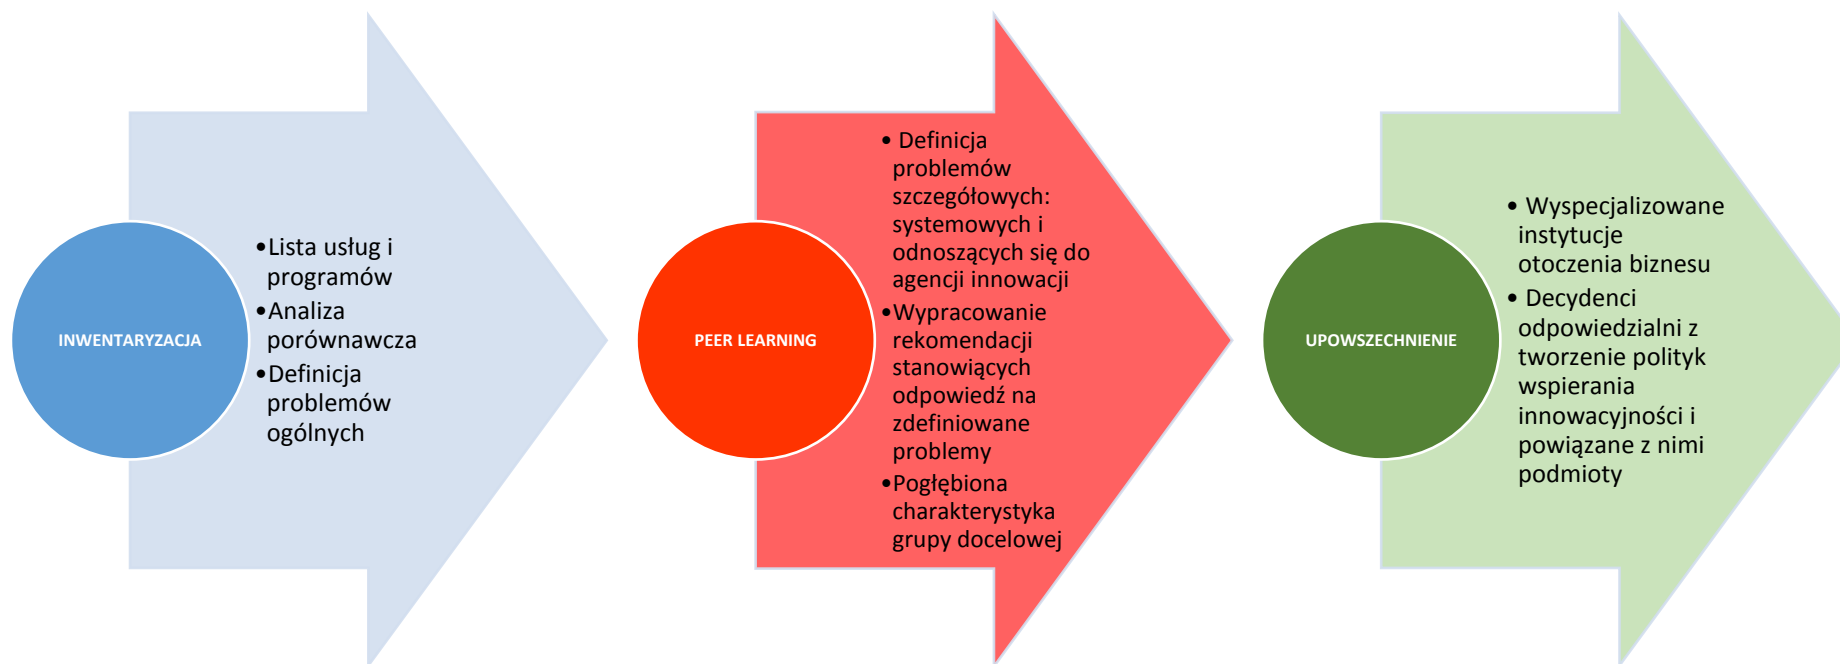 INWENTARYZACJA
•Lista usług i
programów
•Analiza
porównawcza
•Definicja
problemów
ogólnych
PEER LEARNING
• Definicja
problemów
szczegółowych:
systemowych i
odnoszących się do
agencji innowacji
•Wypracowanie
rekomendacji
stanowiących
odpowiedź na
zdefiniowane
problemy
•Pogłębiona
charakterystyka
grupy docelowej
UPOWSZECHNIENIE
• Wyspecjalizowane
instytucje
otoczenia biznesu
• Decydenci
odpowiedzialni z
tworzenie polityk
wspierania
innowacyjności i
powiązane z nimi
podmioty